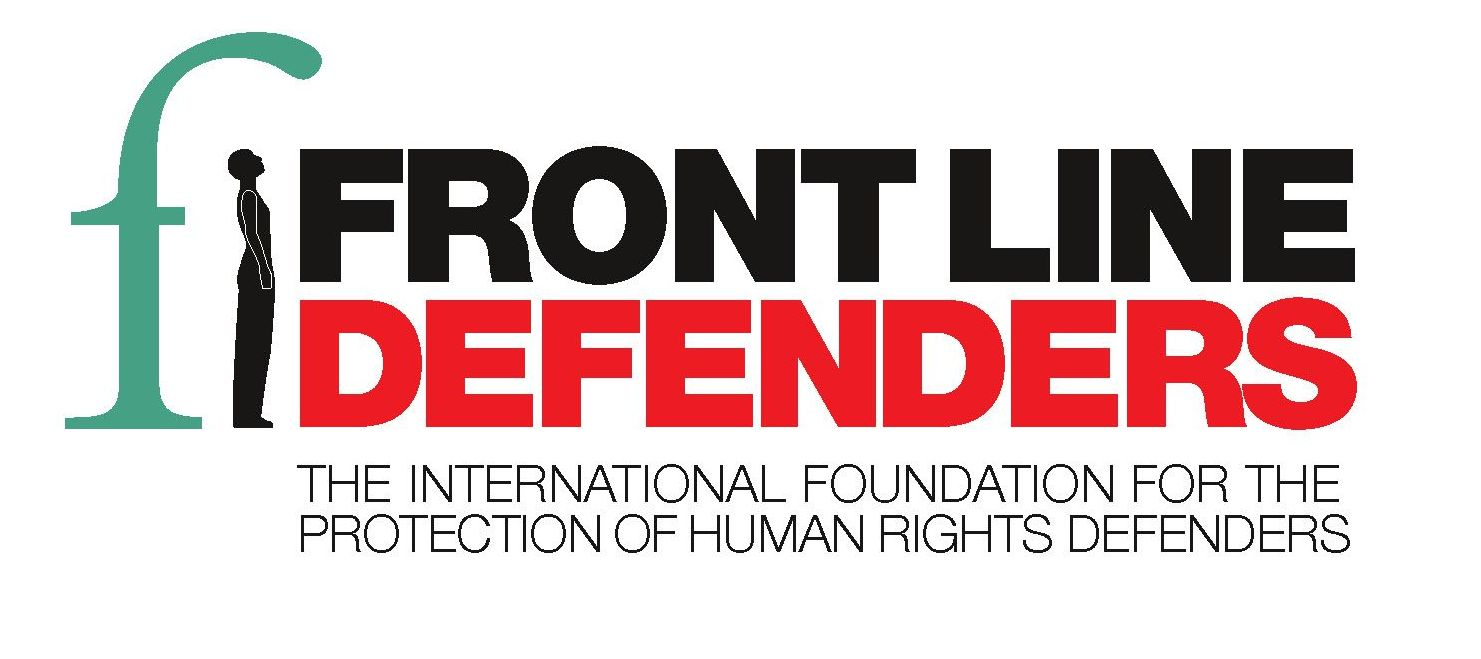 f
FRONT LINE
DEFENDERS
THE INTERNATIONAL FOUNDATION FOR THE
PROTECTION OF HUMAN RIGHTS DEFENDERS